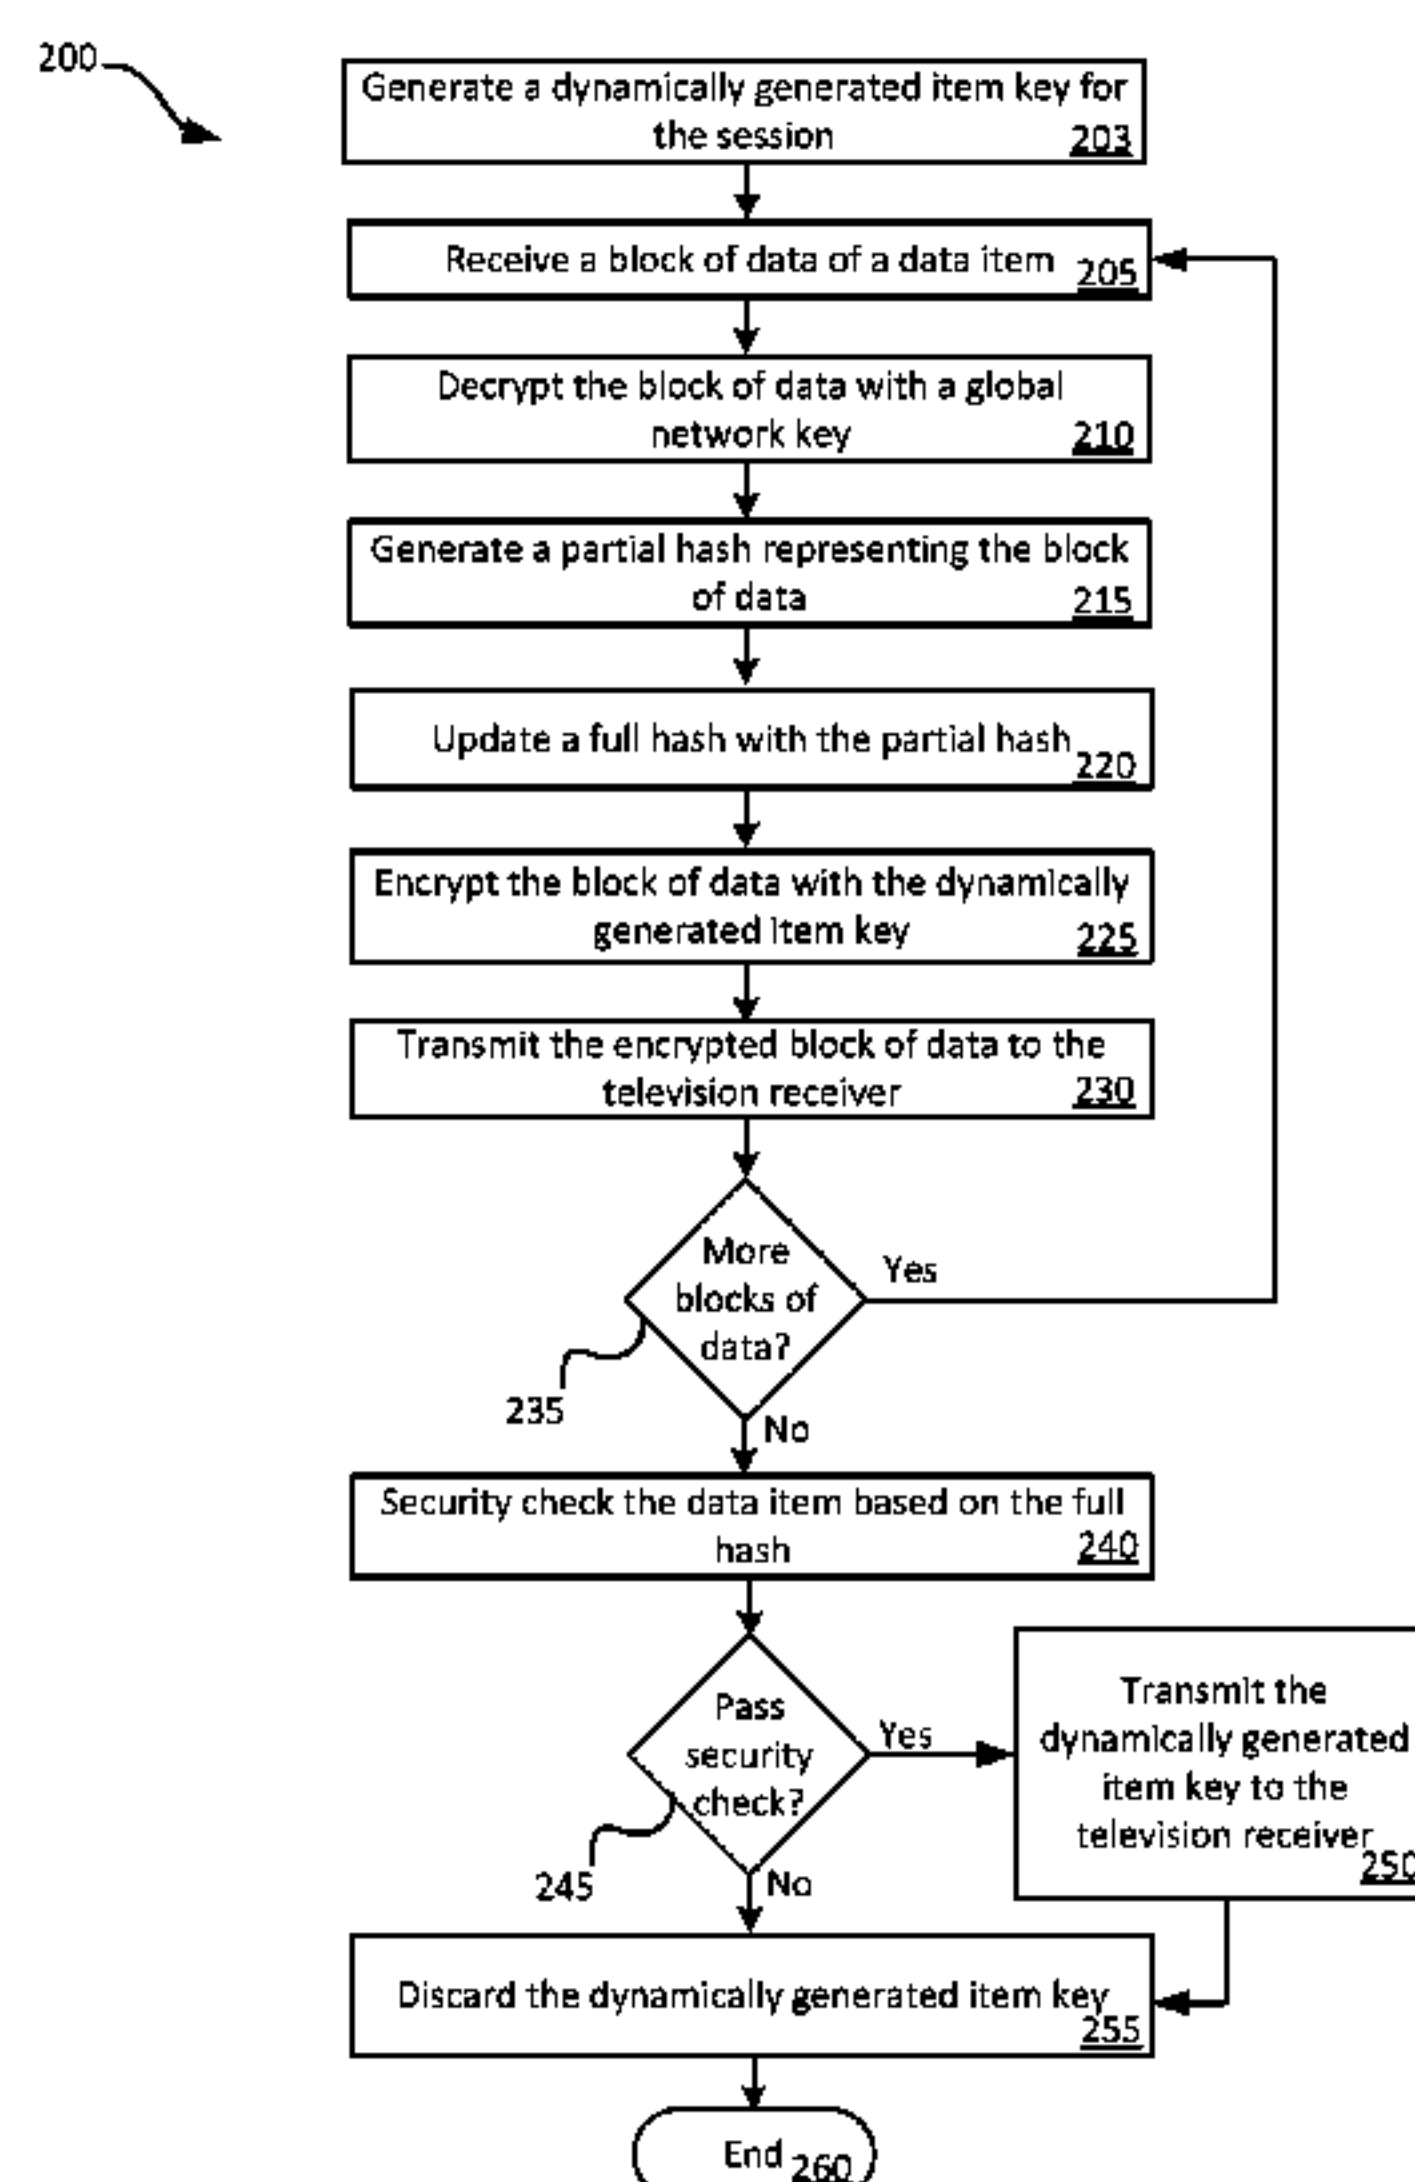 200
Generate a dynamically generated item key for
the session
203
Receive a block of data of a data item
205
Decrypt the block of data with a global
network key
210
Generate a partial hash representing the block
of data
215
Update a full hash with the partial hash
220
Encrypt the block of data with the dynamically
generated item key
225
Transmit the encrypted block of data to the
television receiver
230
More
blocks of
data?
Yes
235
No
Security check the data item based on the full
hash
240
Pass
security
check?
Yes
245
No
Transmit the
dynamically generated
item key to the
television receiver
250
Discard the dynamically generated item key
255
End
260